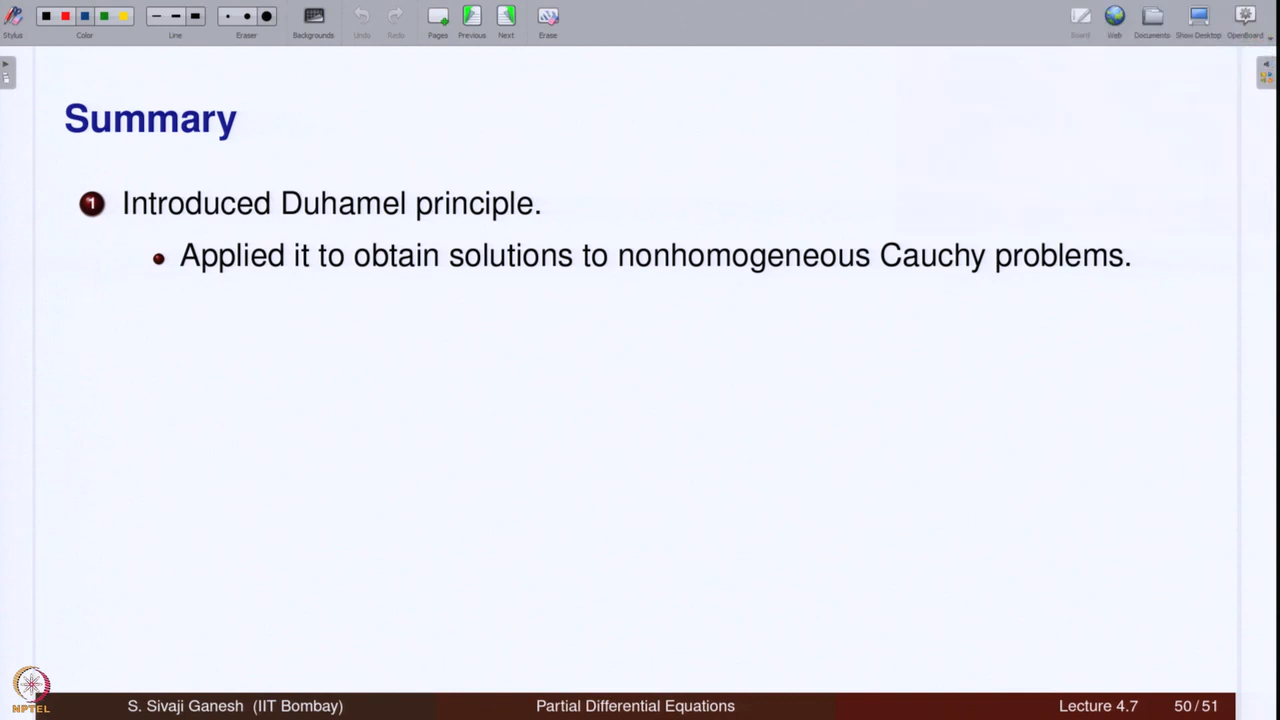 Stylus
Color
Line
Eraser
Backgrounds
Undo
Redo
Pages
Previous
Next
Erase
Board
Web
Documents
Show Desktop
OpenBoard
Summary
1 Introduced Duhamel principle.
Applied it to obtain solutions to nonhomogeneous Cauchy problems.
NPTEL
S. Sivaji Ganesh (IIT Bombay) Partial Differential Equations Lecture 4.7 50/51